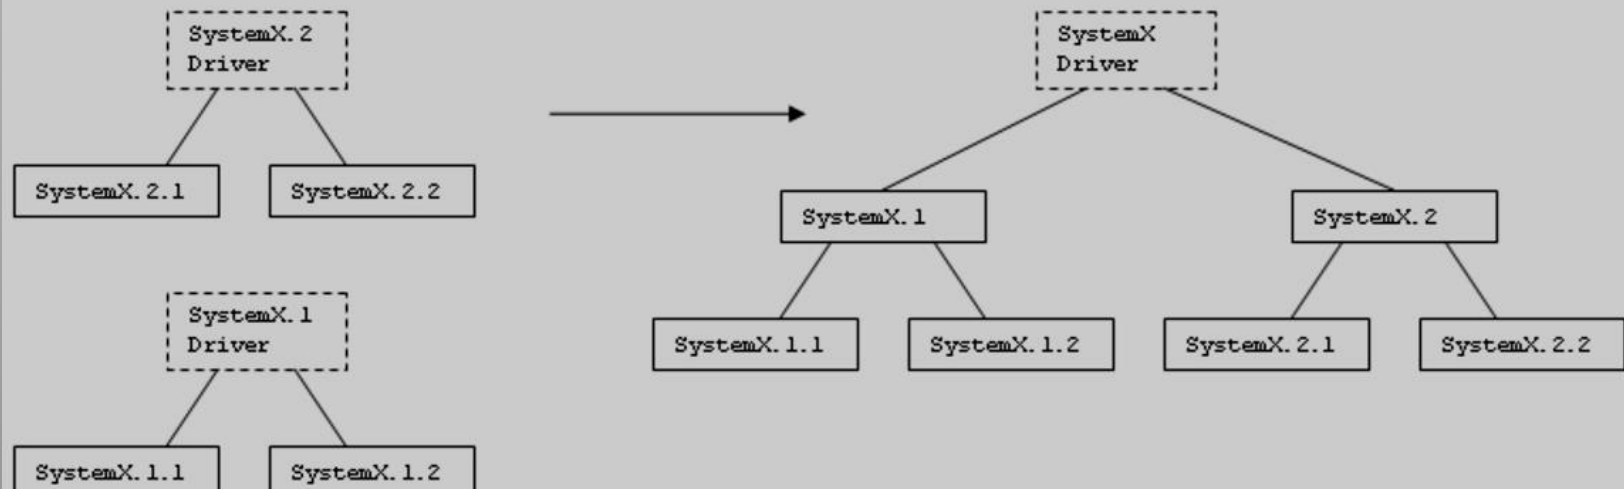 SystemX.2
Driver
SystemX.2.1
SystemX.2.2
SystemX.1
Driver
SystemX.1.1
SystemX.1.2
SystemX
Driver
SystemX.1
SystemX.2
SystemX.1.1
SystemX.1.2
SystemX.2.1
SystemX.2.2